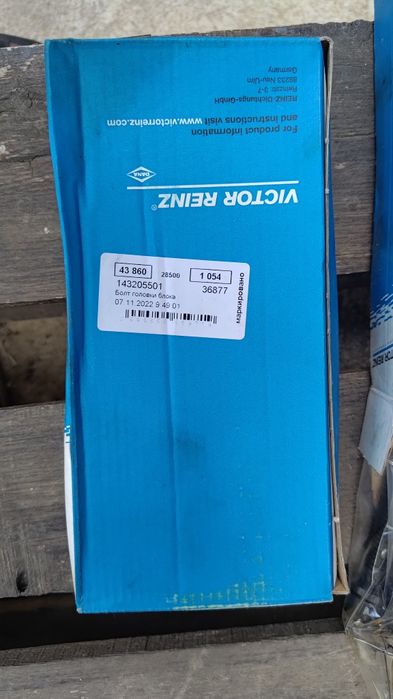 VICTOR REINZ®
DANA
For product information
and instructions visit www.victorreinz.com
REINZ-Dichtungs-GmbH
Reinzstr. 3-7
89233 Neu-Ulm
Germany
43 860 28500 1 054
143205501 36877
Болт головки блока
07.11.2022 9:49:01
маркировано
VICTOR REINZ